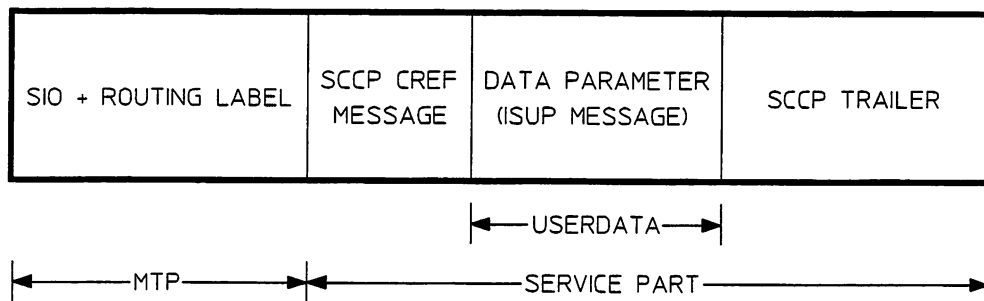 SIO + ROUTING LABEL
SCCP CREF
MESSAGE
DATA PARAMETER
(ISUP MESSAGE)
SCCP TRAILER
USERDATA
MTP
SERVICE PART